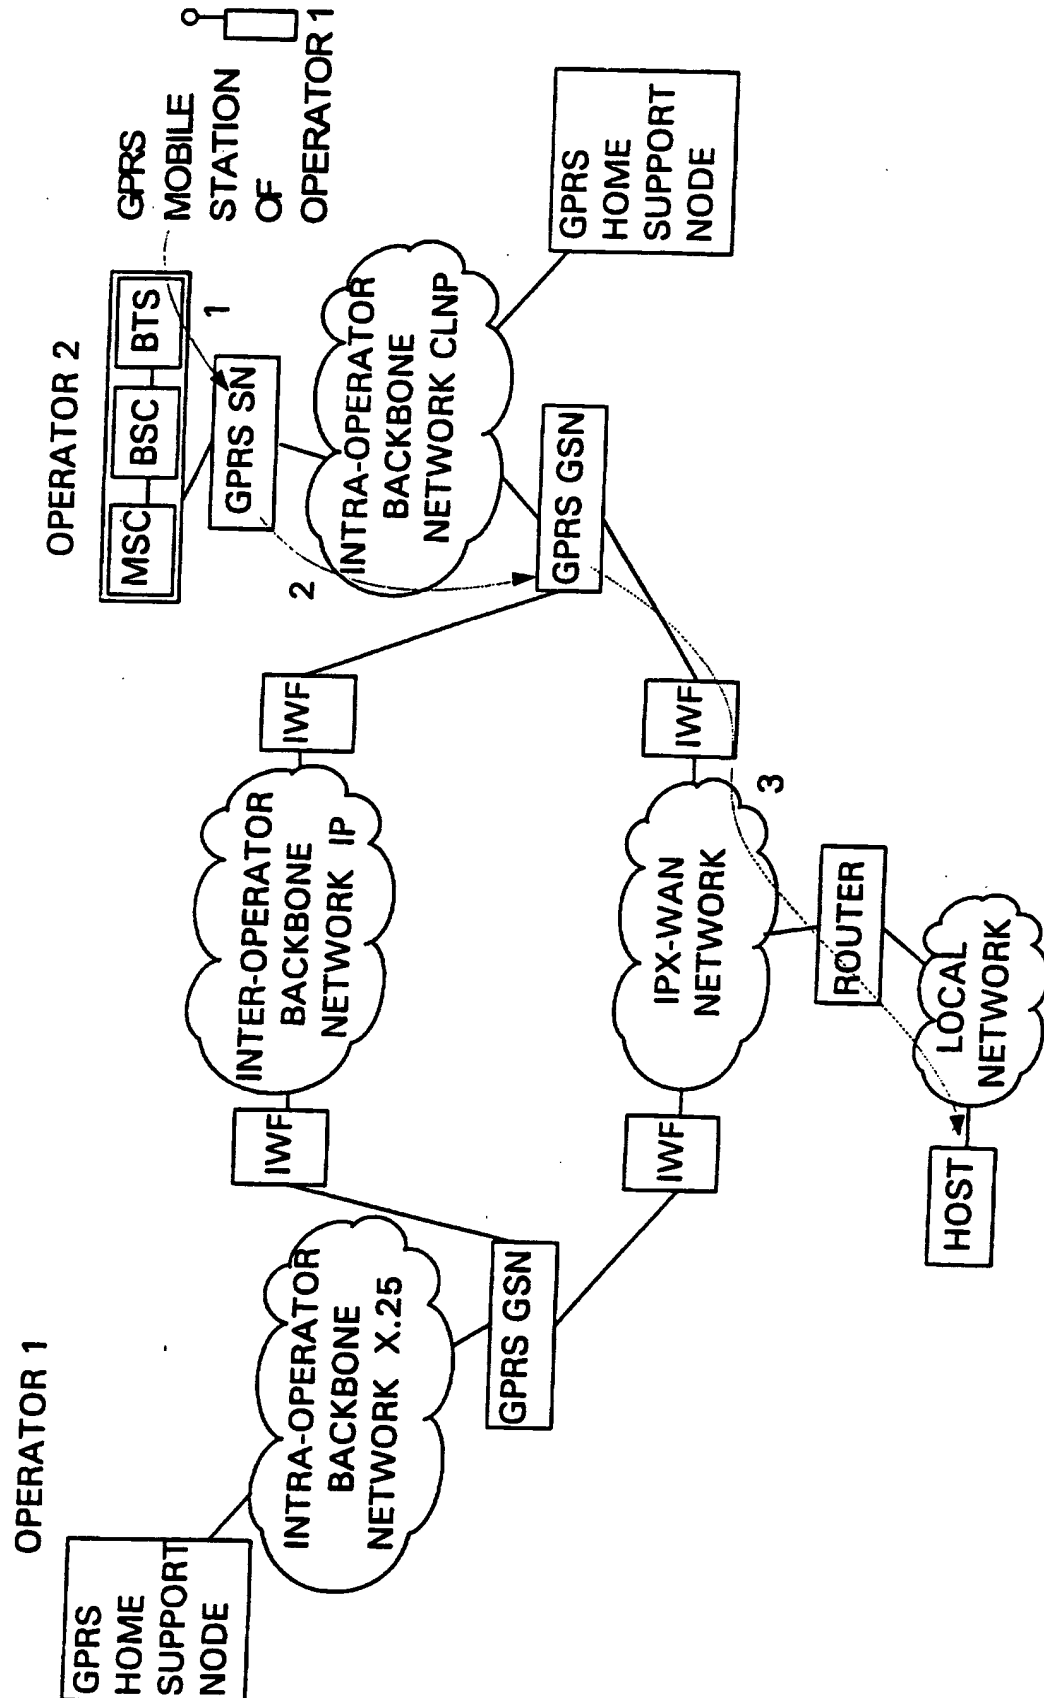 OPERATOR 1
GPRS
HOME
SUPPORT
NODE
INTRA-OPERATOR
BACKBONE
NETWORK X.25
GPRS GSN
IWF
INTER-OPERATOR
BACKBONE
NETWORK IP
IWF
IWF
IPX-WAN
NETWORK
IWF
3
ROUTER
LOCAL
NETWORK
HOST
OPERATOR 2
MSC
BSC
BTS
1
GPRS SN
2
INTRA-OPERATOR
BACKBONE
NETWORK CLNP
GPRS GSN
GPRS
HOME
SUPPORT
NODE
GPRS
MOBILE
STATION
OF
OPERATOR 1